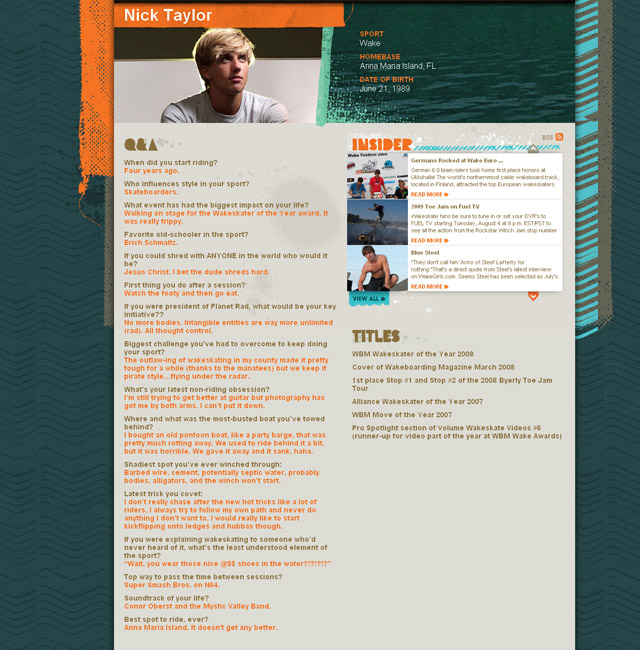 Nick Taylor
SPORT
Wake
HOMEBASE
Anna Maria Island, FL
DATE OF BIRTH
June 21, 1989
Q&A
When did you start riding?
Four years ago.
Who influences style in your sport?
Skateboarders.
What event has had the biggest impact on your life?
Walking on stage for the Wakeskater of the Year award. It
was really trippy.
Favorite old-schooler in the sport?
Erich Schmaltz.
If you could shred with ANYONE in the world who would it
be?
Jesus Christ. I bet the dude shreds hard.
First thing you do after a session?
Watch the footy and then go eat.
If you were president of Planet Rad, what would be your key
initiative??
No more bodies. Intangible entities are way more unlimited
(rad). All thought control.
Biggest challenge you've had to overcome to keep doing
your sport?
The outlaw-ing of wakeskating in my county made it pretty
tough for a while (thanks to the manatees) but we keep it
pirate style...flying under the radar.
What's your latest non-riding obsession?
I'm still trying to get better at guitar but photography has
got me by both arms. I can't put it down.
Where and what was the most-busted boat you've towed
behind?
I bought an old pontoon boat, like a party barge, that was
pretty much rotting away. We used to ride behind it a bit,
but it was horrible. We gave it away and it sank, haha.
Shadiest spot you've ever winched through:
Barbed wire, cement, potentially septic water, probably
bodies, alligators, and the winch won't start.
Latest trick you covet:
I don't really chase after the new hot tricks like a lot of
riders, I always try to follow my own path and never do
anything I don't want to. I would really like to start
kickflipping onto ledges and hubbas though.
If you were explaining wakeskating to someone who'd
never heard of it, what's the least understood element of
the sport?
"Wait, you wear those nice @$$ shoes in the water?!?!?!?"
Top way to pass the time between sessions?
Super Smash Bros. on N64.
Soundtrack of your life?
Conor Oberst and the Mystic Valley Band.
Best spot to ride, ever?
Anna Maria Island. It doesn't get any better.
INSIDER
RSS
Germans Rocked at Wake Euro ...
German 6.0 team riders took home first place honors at
Ukkohalla! The world's northernmost cable wakeboard track,
located in Finland, attracted the top European wakeskaters
READ MORE
2009 Toe Jam on Fuel TV
Wakeskate fans be sure to tune in or set your DVR's to
FUEL TV starting Tuesday, August 4 at 8 p.m. EST/PST to
see all the action from the Rockstar Winch Jam stop number
READ MORE
Blue Steel
"They don't call him 'Arms of Steel' Lafferty for
nothing."That's a direct quote from Steel's latest interview
on WakeGirls.com. Seems Steel has been selected as July's
READ MORE
VIEW ALL
TITLES
WBM Wakeskater of the Year 2008
Cover of Wakeboarding Magazine March 2008
1st place Stop #1 and Stop #2 of the 2008 Byerly Toe Jam
Tour
Alliance Wakeskater of the Year 2007
WBM Move of the Year 2007
Pro Spotlight section of Volume Wakeskate Videos #6
(runner-up for video part of the year at WBM Wake Awards)